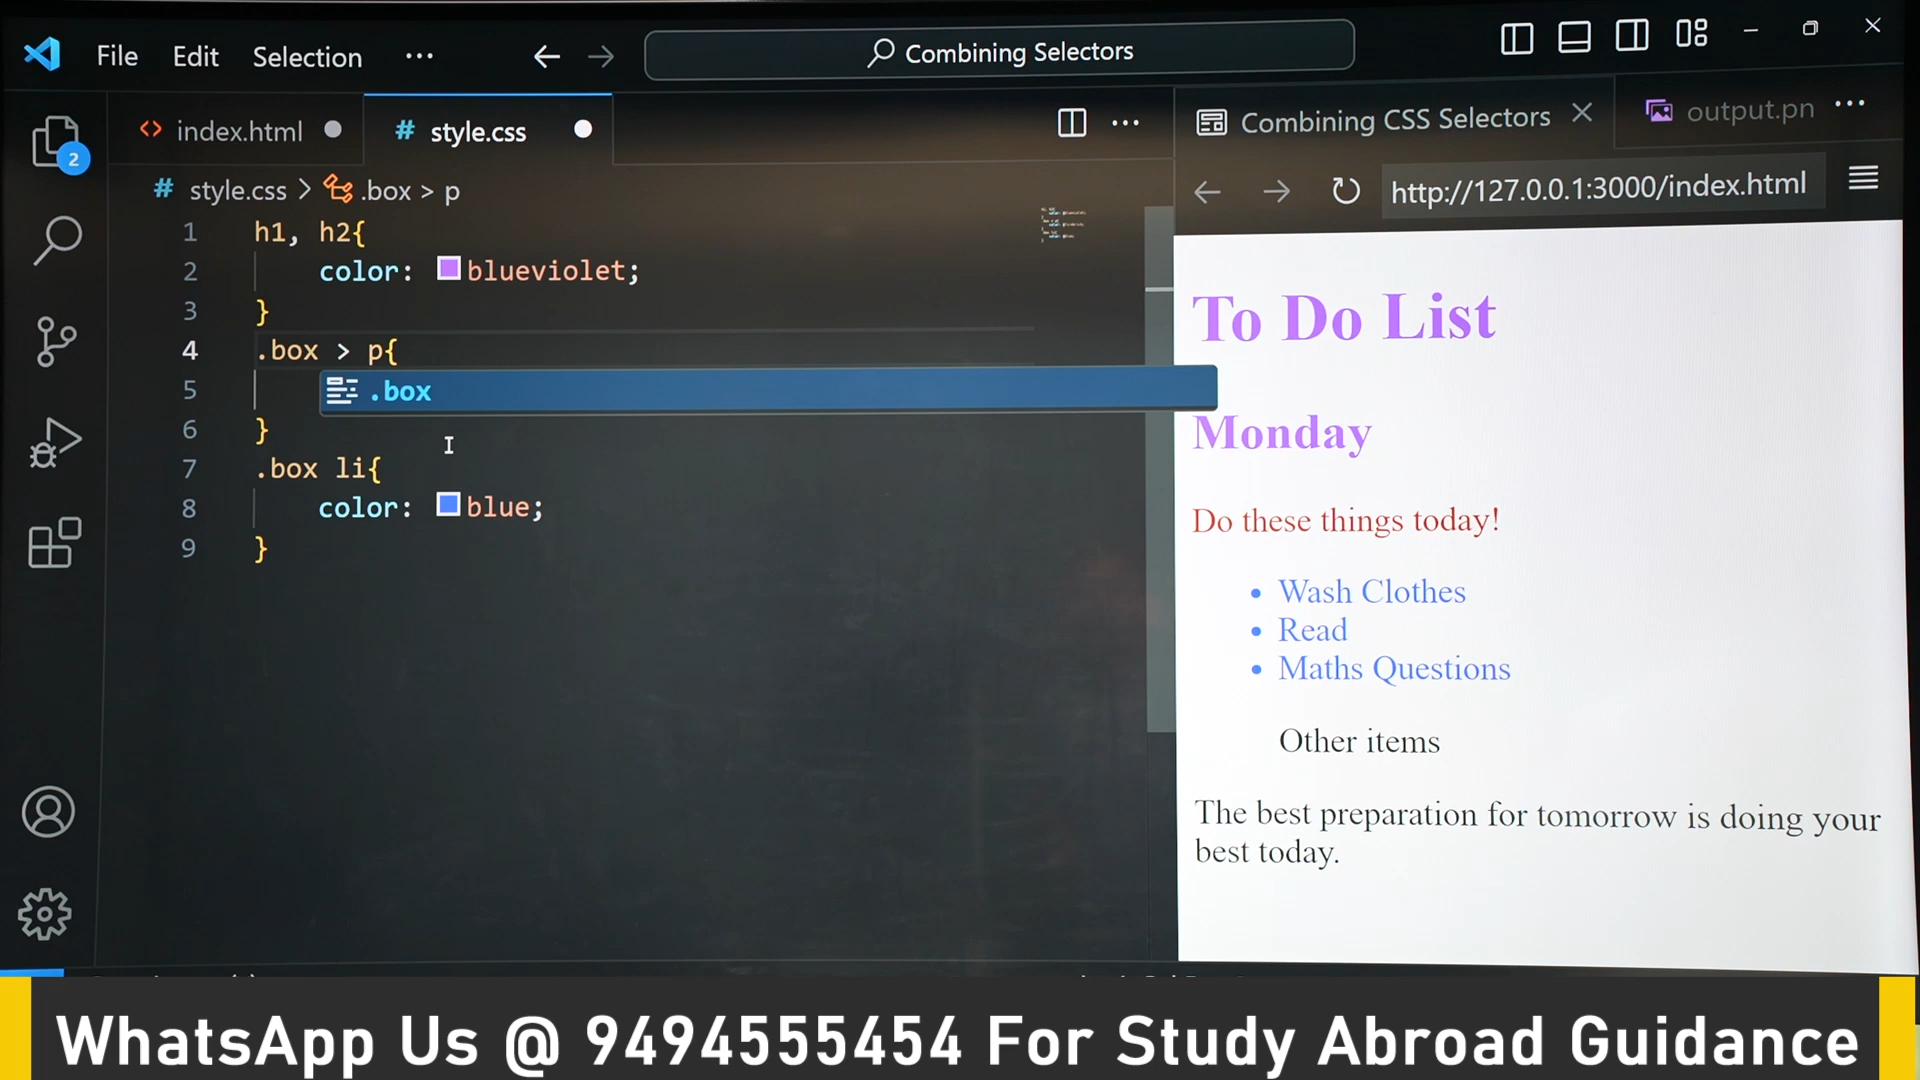 File Edit Selection ··· Combining Selectors
index.html style.css ···
Combining CSS Selectors output.pn ···
style.css > .box > p
http://127.0.0.1:3000/index.html
1 h1, h2{
2 color: blueviolet;
3 }
4 .box > p{
5 .box
6 }
7 .box li{
8 color: blue;
9 }
2
To Do List
Monday
Do these things today!
• Wash Clothes
• Read
• Maths Questions
Other items
The best preparation for tomorrow is doing your
best today.
WhatsApp Us @ 9494555454 For Study Abroad Guidance